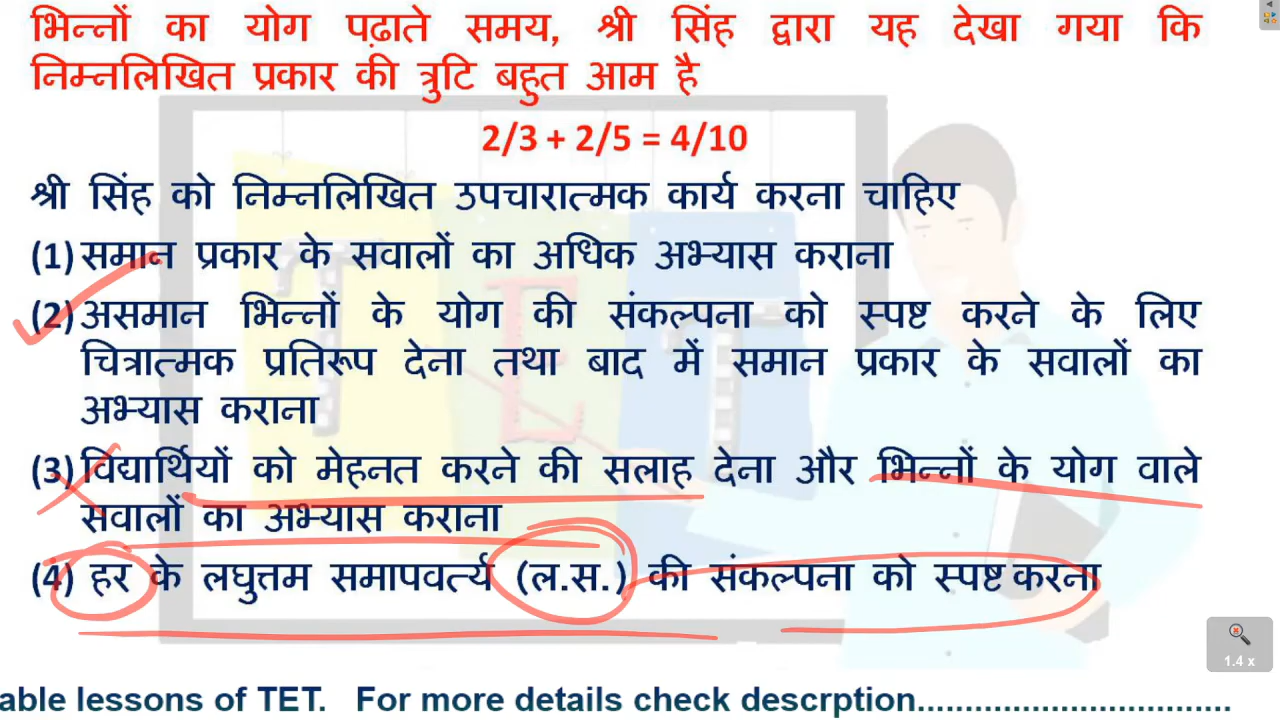 भिन्नों का योग पढ़ाते समय, श्री सिंह द्वारा यह देखा गया कि
निम्नलिखित प्रकार की त्रुटि बहुत आम है
2/3 + 2/5 = 4/10
श्री सिंह को निम्नलिखित उपचारात्मक कार्य करना चाहिए
(1) समान प्रकार के सवालों का अधिक अभ्यास कराना
(2) असमान भिन्नों के योग की संकल्पना को स्पष्ट करने के लिए
चित्रात्मक प्रतिरूप देना तथा बाद में समान प्रकार के सवालों का
अभ्यास कराना
(3) विद्यार्थियों को मेहनत करने की सलाह देना और भिन्नों के योग वाले
सवालों का अभ्यास कराना
(4) हर के लघुत्तम समापवर्त्य (ल.स.) की संकल्पना को स्पष्ट करना
TET
1.4 x
able lessons of TET. For more details check descrption..............................